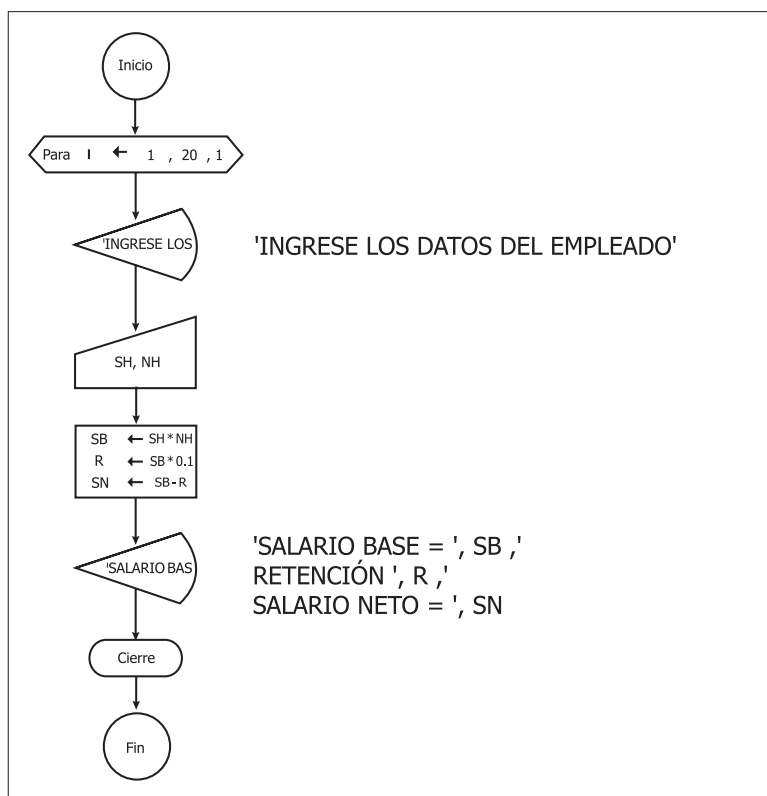 Inicio
Para I ← 1 , 20 , 1
'INGRESE LOS
'INGRESE LOS DATOS DEL EMPLEADO'
SH, NH
SB ← SH * NH
R ← SB * 0.1
SN ← SB - R
'SALARIO BAS
'SALARIO BASE = ', SB ,'
RETENCIÓN ', R ,'
SALARIO NETO = ', SN
Cierre
Fin